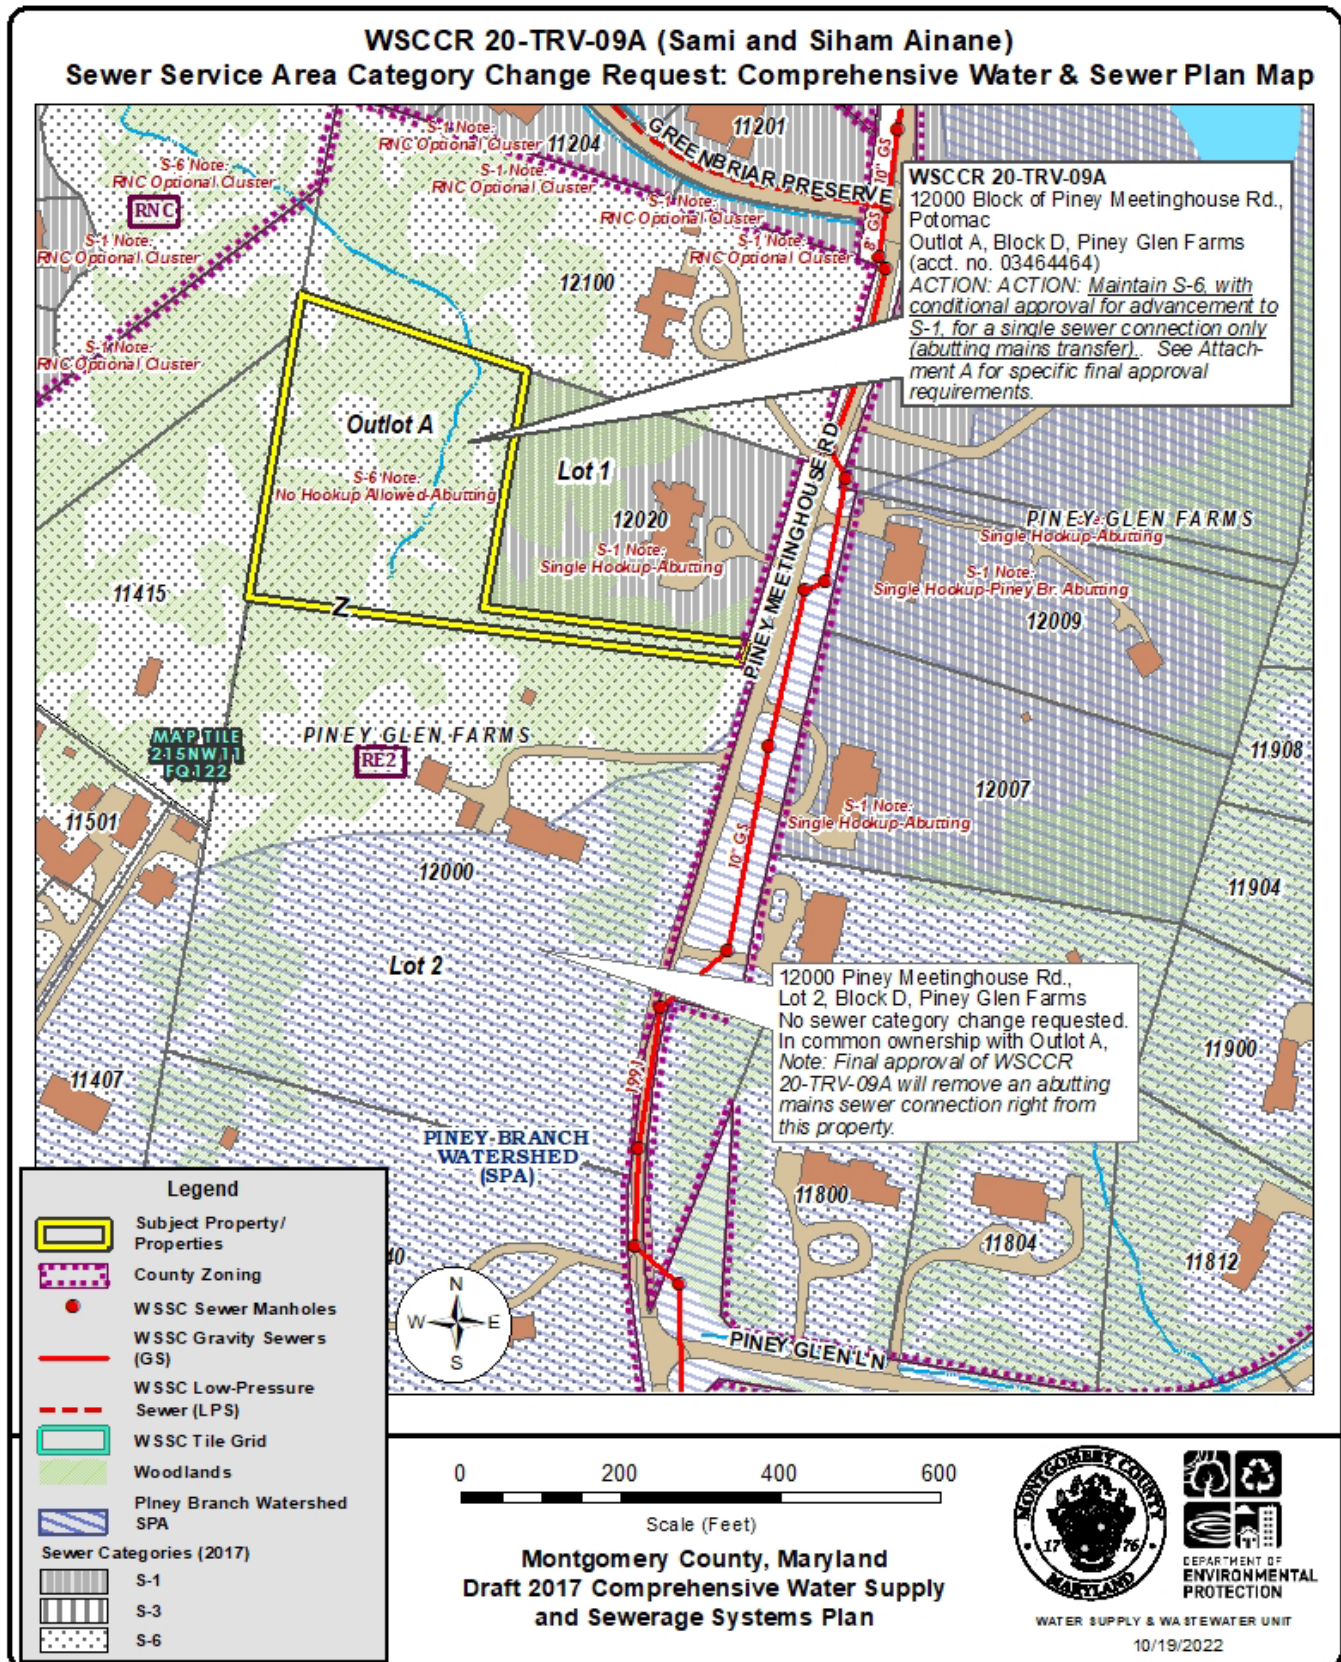 WSCCR 20-TRV-09A (Sami and Siham Ainane)
Sewer Service Area Category Change Request: Comprehensive Water & Sewer Plan Map
S-6 Note:
RNC Optional Cluster
RNC
S-1 Note:
RNC Optional Cluster
S-1 Note:
RNC Optional Cluster
S-1 Note:
RNC Optional Cluster
11204
S-1 Note:
RNC Optional Cluster
S-1 Note:
RNC Optional Cluster
S-1 Note:
RNC Optional Cluster
11201
GREENBRIAR PRESERVE
10" GS
8" GS
12100
WSCCR 20-TRV-09A
12000 Block of Piney Meetinghouse Rd.,
Potomac
Outlot A, Block D, Piney Glen Farms
(acct. no. 03464464)
ACTION: ACTION: Maintain S-6, with
conditional approval for advancement to
S-1, for a single sewer connection only
(abutting mains transfer).. See Attach-
ment A for specific final approval
requirements.
Outlot A
S-6 Note:
No Hookup Allowed-Abutting
Lot 1
12020
S-1 Note:
Single Hookup-Abutting
PINEY MEETINGHOUSE RD
PINEY GLEN FARMS
Single Hookup-Abutting
S-1 Note:
Single Hookup-Piney Br. Abutting
12009
11415
Z
MAP TILE
215NW11
FQ122
PINEY GLEN FARMS
RE2
11908
12007
S-1 Note:
Single Hookup-Abutting
10" GS
11501
12000
11904
Lot 2
12000 Piney Meetinghouse Rd.,
Lot 2, Block D, Piney Glen Farms
No sewer category change requested.
In common ownership with Outlot A,
Note: Final approval of WSCCR
20-TRV-09A will remove an abutting
mains sewer connection right from
this property.
11900
11407
1991
PINEY BRANCH
WATERSHED
(SPA)
11800
11804
11812
40
N
W E
S
PINEY GLEN LN
Legend
Subject Property/
Properties
County Zoning
WSSC Sewer Manholes
WSSC Gravity Sewers
(GS)
WSSC Low-Pressure
Sewer (LPS)
WSSC Tile Grid
Woodlands
PIney Branch Watershed
SPA
Sewer Categories (2017)
S-1
S-3
S-6
0 200 400 600
Scale (Feet)
Montgomery County, Maryland
Draft 2017 Comprehensive Water Supply
and Sewerage Systems Plan
MONTGOMERY COUNTY
17 76
MARYLAND
DEPARTMENT OF
ENVIRONMENTAL
PROTECTION
WATER SUPPLY & WASTEWATER UNIT
10/19/2022